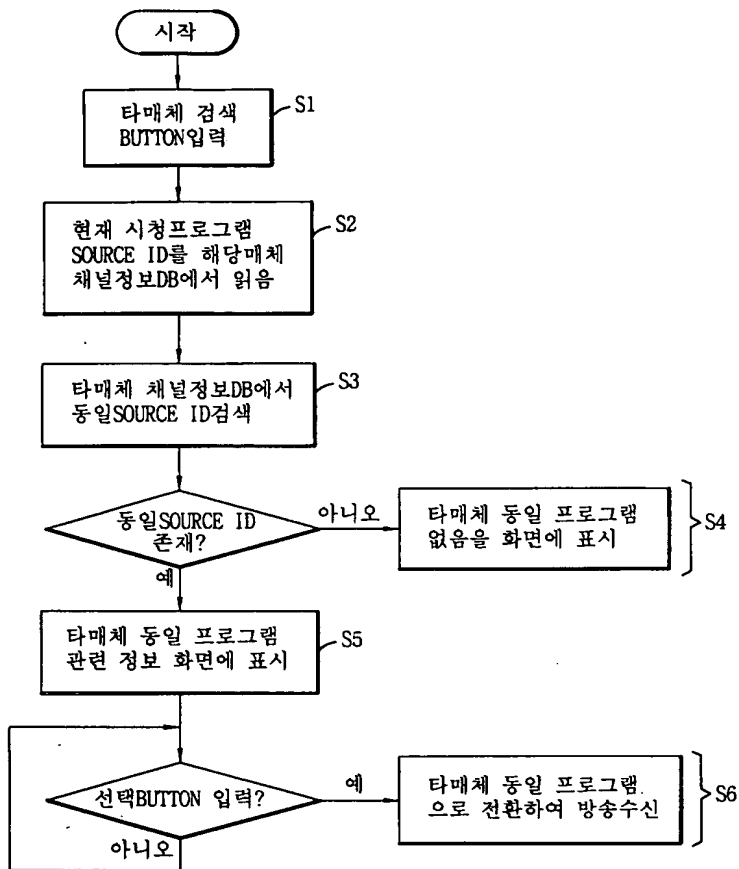 시작
타매체 검색
BUTTON입력
S1
현재 시청프로그램
SOURCE ID를 해당매체
채널정보DB에서 읽음
S2
타매체 채널정보DB에서
동일SOURCE ID검색
S3
동일SOURCE ID
존재?
아니오
타매체 동일 프로그램
없음을 화면에 표시
S4
예
타매체 동일 프로그램
관련 정보 화면에 표시
S5
선택BUTTON 입력?
예
타매체 동일 프로그램
으로 전환하여 방송수신
S6
아니오